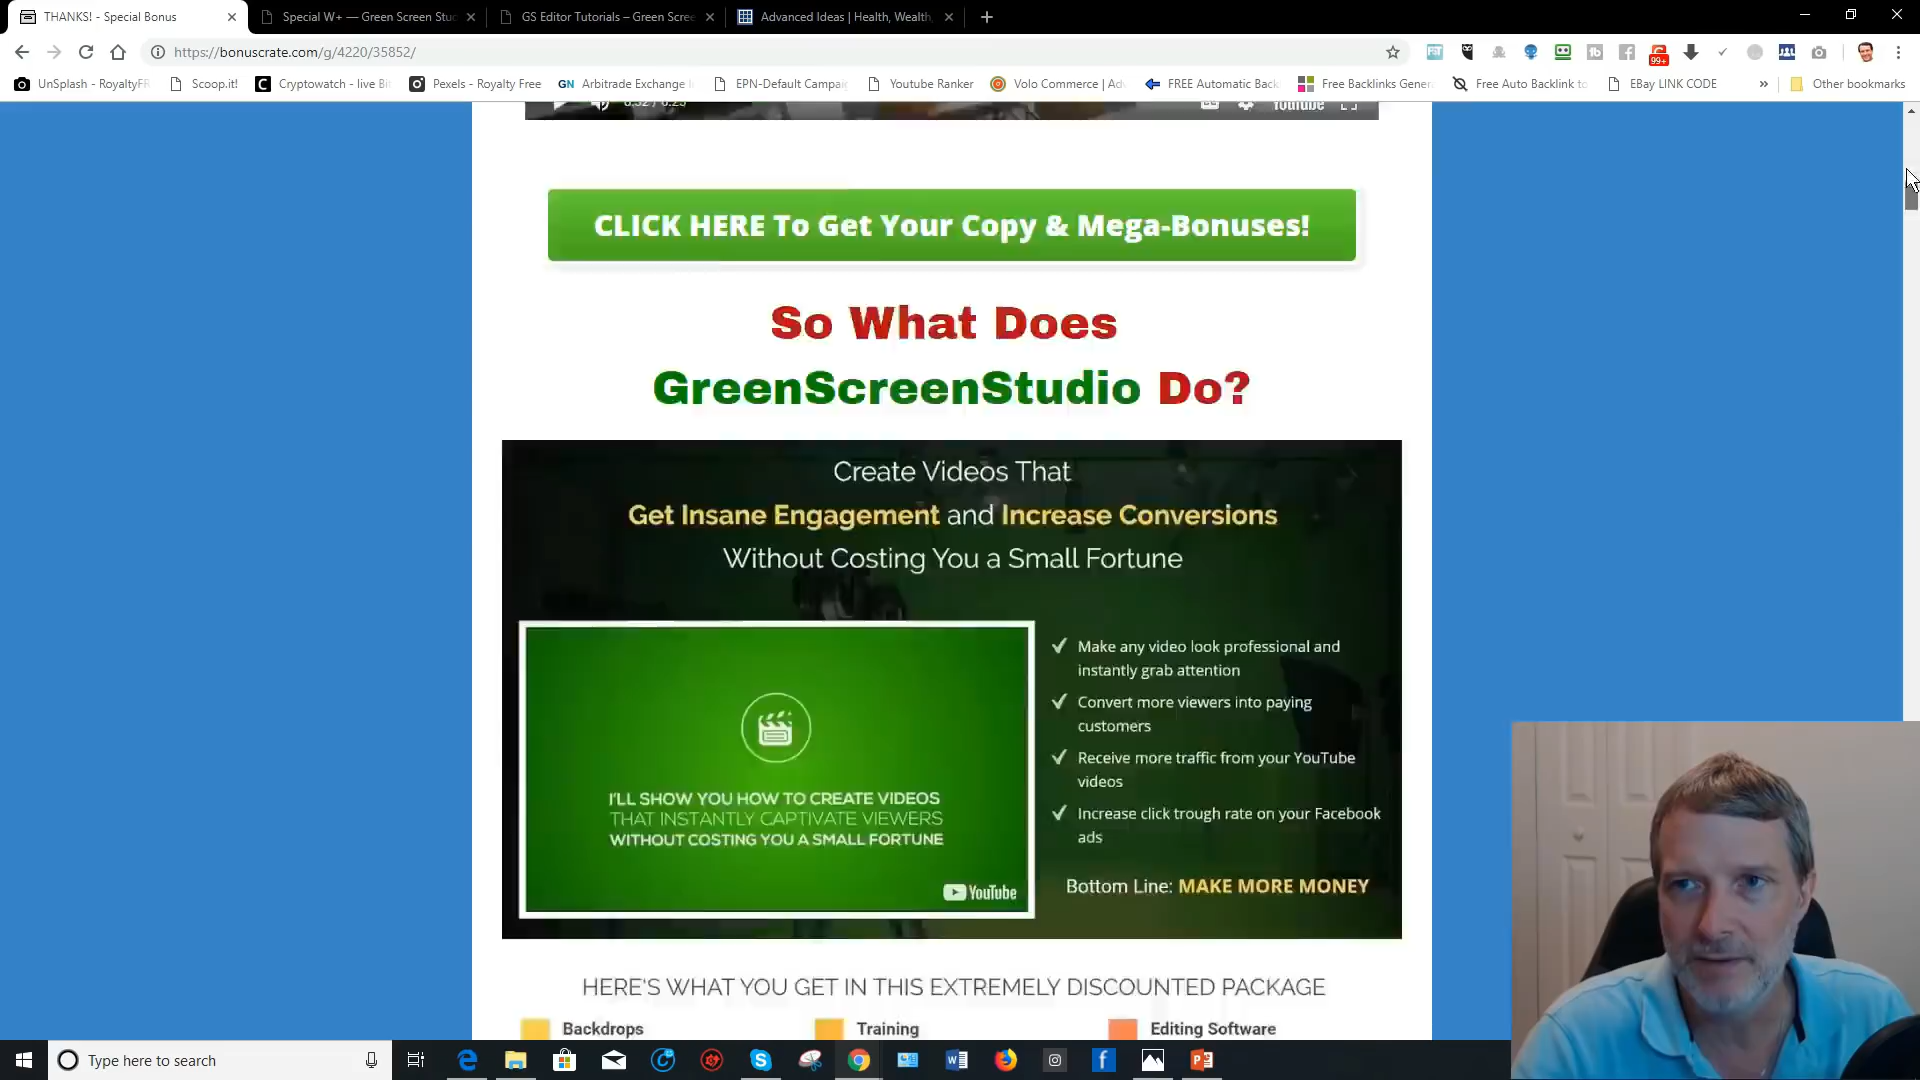 THANKS! - Special Bonus
Special W+ — Green Screen Stu
GS Editor Tutorials – Green Scre
Advanced Ideas | Health, Wealth,
https://bonuscrate.com/g/4220/35852/
99+
UnSplash - RoyaltyFR
Scoop.it!
Cryptowatch - live Bi
Pexels - Royalty Free
GN
Arbitrade Exchange
EPN-Default Campai
Youtube Ranker
Volo Commerce | Ad
FREE Automatic Back
Free Backlinks Gener
Free Auto Backlink to
EBay LINK CODE
»
Other bookmarks
YouTube
CLICK HERE To Get Your Copy & Mega-Bonuses!
So What Does
GreenScreenStudio Do?
Create Videos That
Get Insane Engagement and Increase Conversions
Without Costing You a Small Fortune
I'LL SHOW YOU HOW TO CREATE VIDEOS
THAT INSTANTLY CAPTIVATE VIEWERS
WITHOUT COSTING YOU A SMALL FORTUNE
YouTube
✓ Make any video look professional and
instantly grab attention
✓ Convert more viewers into paying
customers
✓ Receive more traffic from your YouTube
videos
✓ Increase click trough rate on your Facebook
ads
Bottom Line: MAKE MORE MONEY
HERE'S WHAT YOU GET IN THIS EXTREMELY DISCOUNTED PACKAGE
Backdrops
Training
Editing Software
Type here to search